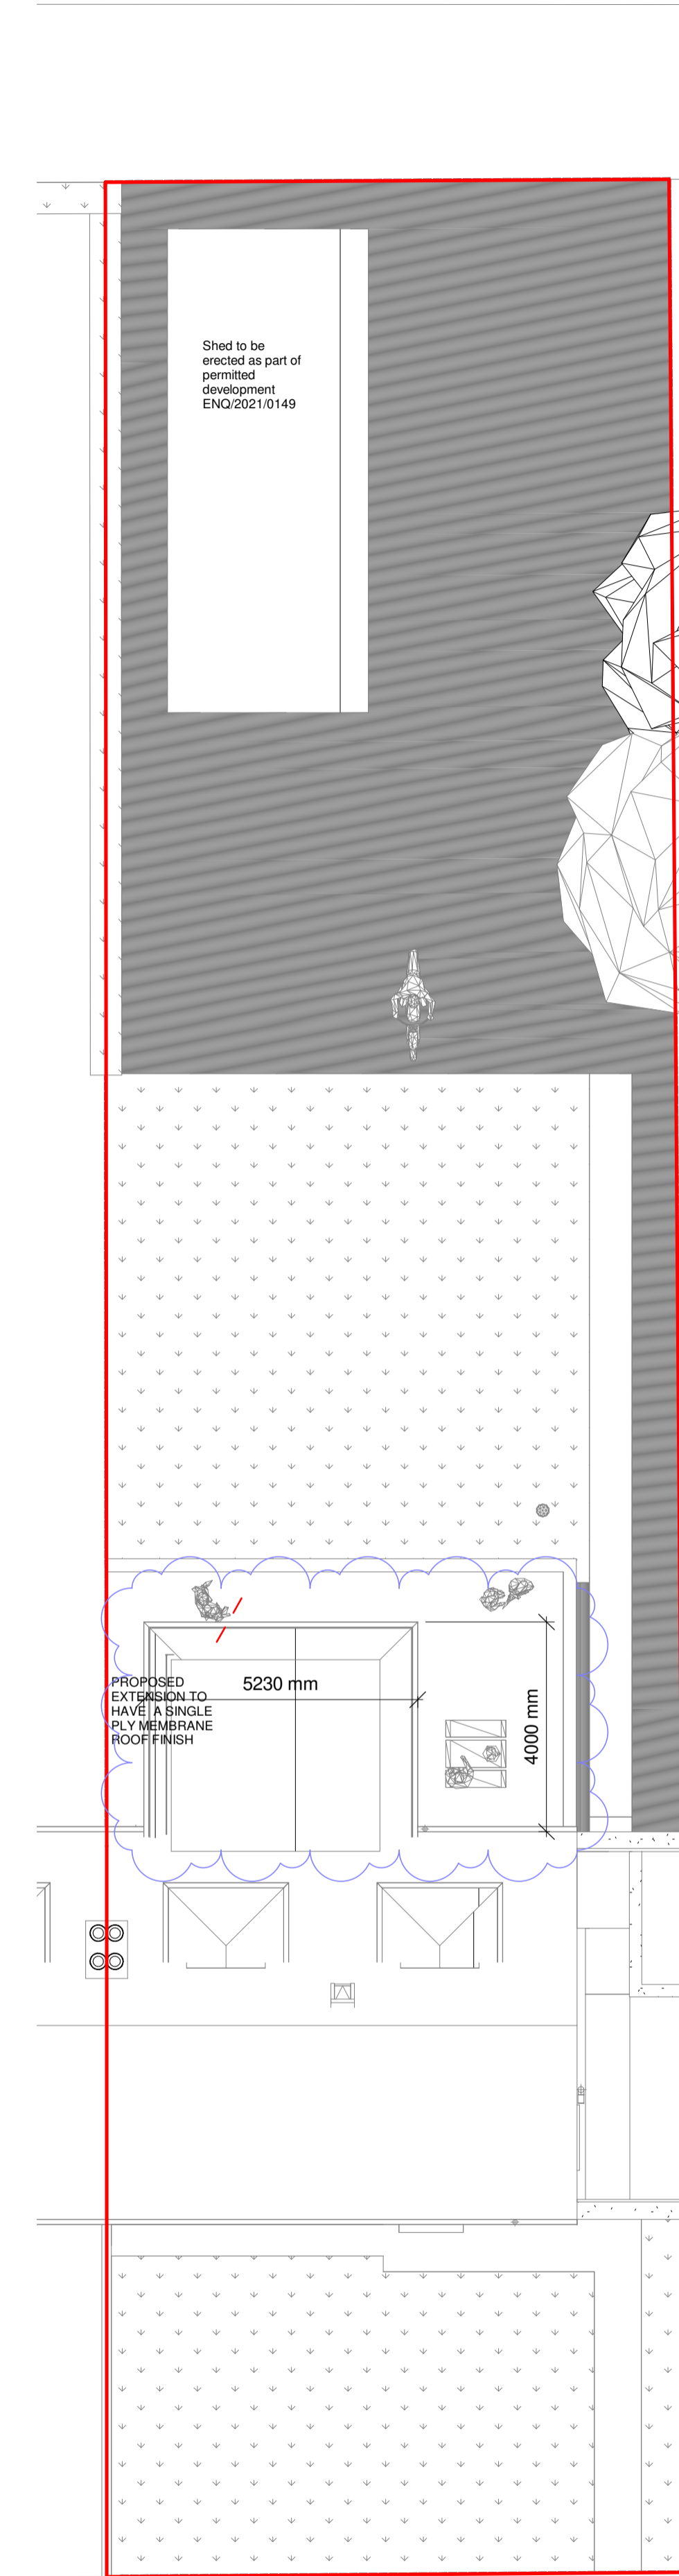 Shed to be
erected as part of
permitted
development
ENQ/2021/0149
PROPOSED
EXTENSION TO
HAVE A SINGLE
PLY MEMBRANE
ROOF FINISH
5230 mm
4000 mm